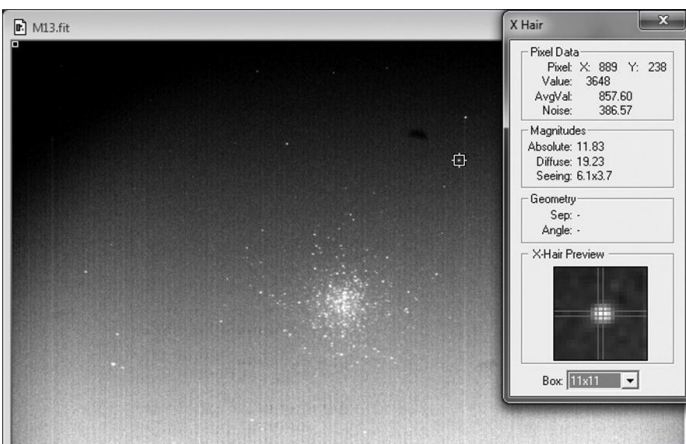 M13.fit
X Hair
Pixel Data
Pixel: X: 889 Y: 238
Value: 3648
AvgVal: 857.60
Noise: 386.57
Magnitudes
Absolute: 11.83
Diffuse: 19.23
Seeing: 6.1x3.7
Geometry
Sep: -
Angle: -
X-Hair Preview
Box: 11x11